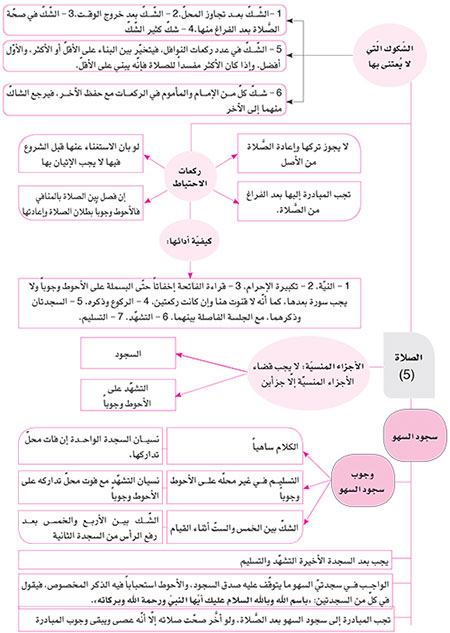 الشكوك الّتي
لا يُعتنى بها
1 – الشّكّ بعد تجاوز المحلّ. 2 – الشّكّ بعد خروج الوقت. 3 – الشّكّ في صحّة
الصّلاة بعد الفراغ منها. 4 – شكّ كثير الشّكّ
5 – الشّكّ في عدد ركعات النوافل، فيتخيّر بين البناء على الأقلّ أو الأكثر، والأوّل
أفضل. وإذا كان الأكثر مفسداً للصلاة فإنّه يبني على الأقلّ.
6 – شكّ كلّ من الإمام والمأموم في الركعات مع حفظ الآخر، فيرجع الشاكّ
منهما إلى الآخر
ركعات
الاحتياط
لا يجوز تركها وإعادة الصَّلاة
من الأصل
لو بان الاستغناء عنها قبل الشروع
فيها لا يجب الإتيان بها
تجب المبادرة إليها بعد الفراغ
من الصَّلاة.
إن فصل بين الصلاة بالمنافي
فالأحوط وجوباً بطلان الصلاة وإعادتها
كيفيّة أدائها:
1 – النيَّة. 2 – تكبيرة الإحرام. 3 – قراءة الفاتحة إخفاتاً حتّى البسملة على الأحوط وجوباً ولا
يجب سورة بعدها، كما أنّه لا قنوت هنا وإن كانت ركعتين. 4 – الركوع وذكره. 5 – السجدتان
وذكرهما، مع الجلسة الفاصلة بينهما. 6 – التشهّد. 7 – التسليم.
الصلاة
(5)
الأجزاء المنسيّة: لا يجب قضاء
الأجزاء المنسيّة إلّا جزأين
السجود
التشهّد على
الأحوط وجوباً
سجود السهو
وجوب
سجود السهو
الكلام ساهياً
نسيان السجدة الواحدة إن فات محلّ
تداركها.
التسليم في غير محله على الأحوط
وجوباً
نسيان التشهّد مع فوت محلّ تداركه على
الأحوط وجوباً
الشكّ بين الخمس والستّ أثناء القيام
الشّكّ بين الأربع والخمس بعد
رفع الرأس من السجدة الثانية
يجب بعد السجدة الأخيرة التشهّد والتسليم
الواجب في سجدتيّ السهو ما يتوقّف عليه صدق السجود، والأحوط استحباباً فيه الذكر المخصوص، فيقول
في كلّ من السجدتين: «باسم الله وبالله السلام عليك أيّها النبيّ ورحمة الله وبركاته».
تجب المبادرة إلى سجود السهو بعد الصَّلاة. ولو أخّر صحت صلاته إلّا أنّه عصى ويبقى وجوب المبادرة